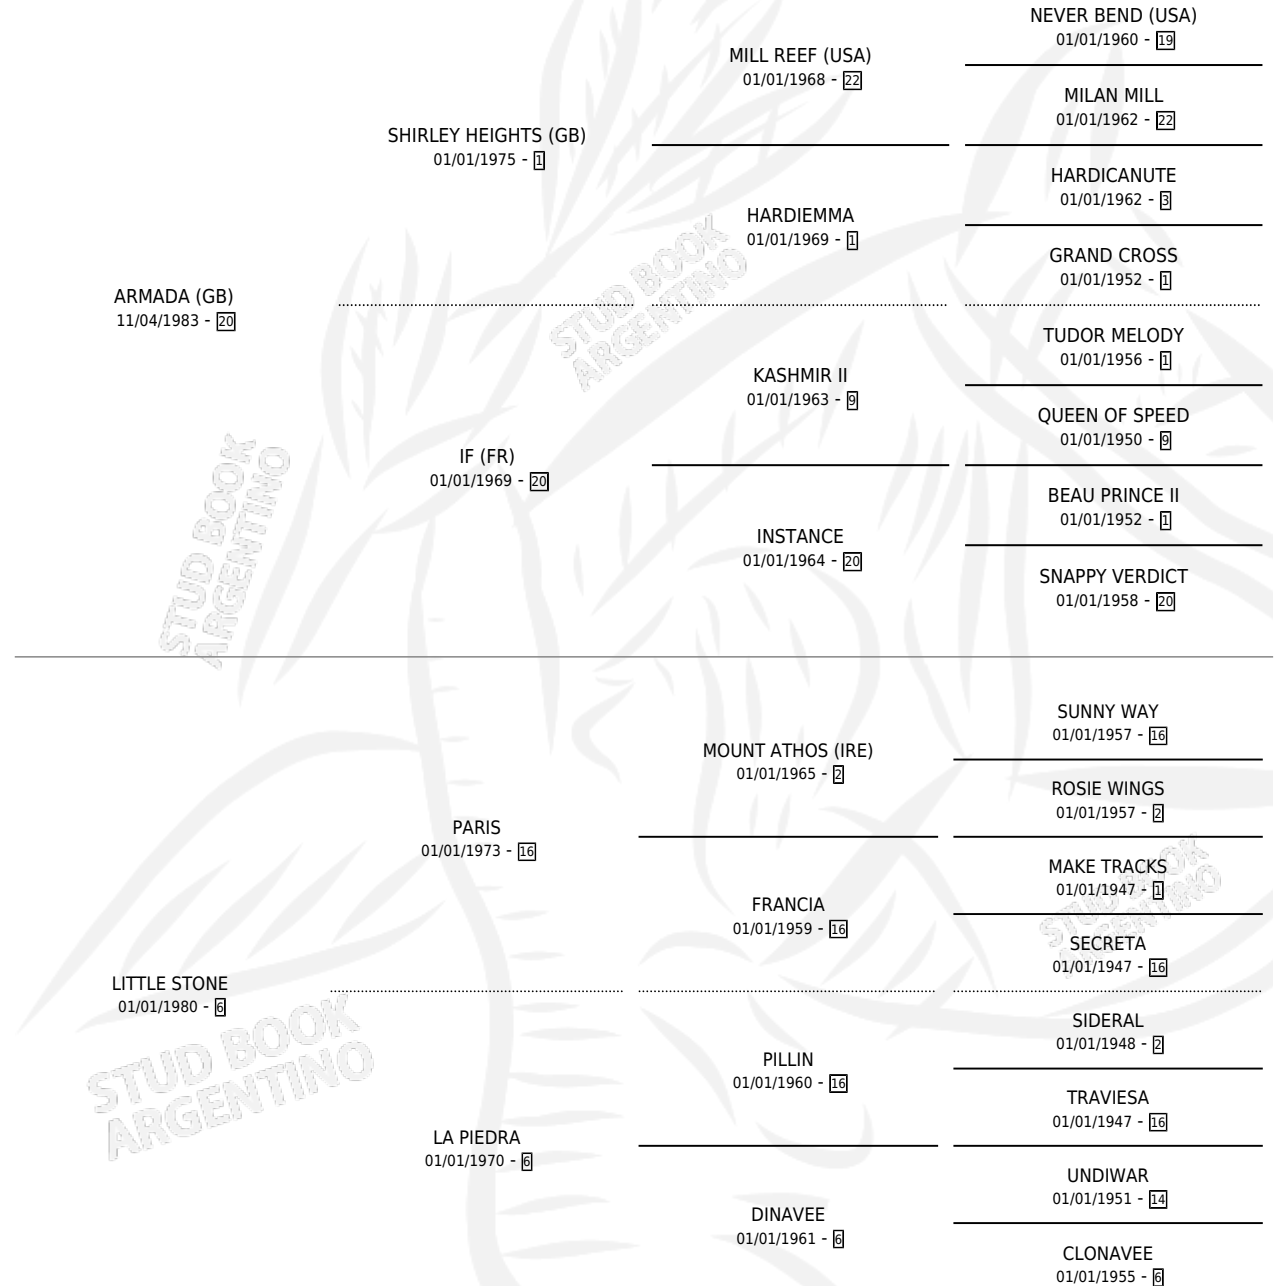 NEVER BEND (USA)
01/01/1960 - 19
MILL REEF (USA)
01/01/1968 - 22
MILAN MILL
01/01/1962 - 22
SHIRLEY HEIGHTS (GB)
01/01/1975 - 1
HARDICANUTE
01/01/1962 - 3
HARDIEMMA
01/01/1969 - 1
GRAND CROSS
01/01/1952 - 1
ARMADA (GB)
11/04/1983 - 20
TUDOR MELODY
01/01/1956 - 1
KASHMIR II
01/01/1963 - 9
QUEEN OF SPEED
01/01/1950 - 9
IF (FR)
01/01/1969 - 20
BEAU PRINCE II
01/01/1952 - 1
INSTANCE
01/01/1964 - 20
SNAPPY VERDICT
01/01/1958 - 20
STUD BOOK
ARGENTINO
STUD BOOK
ARGENTINO
SUNNY WAY
01/01/1957 - 16
MOUNT ATHOS (IRE)
01/01/1965 - 2
ROSIE WINGS
01/01/1957 - 2
PARIS
01/01/1973 - 16
MAKE TRACKS
01/01/1947 - 1
FRANCIA
01/01/1959 - 16
SECRETA
01/01/1947 - 16
LITTLE STONE
01/01/1980 - 6
SIDERAL
01/01/1948 - 2
PILLIN
01/01/1960 - 16
TRAVIESA
01/01/1947 - 16
LA PIEDRA
01/01/1970 - 6
UNDIWAR
01/01/1951 - 14
DINAVEE
01/01/1961 - 6
CLONAVEE
01/01/1955 - 6
STUD BOOK
ARGENTINO
STUD BOOK
ARGENTINO